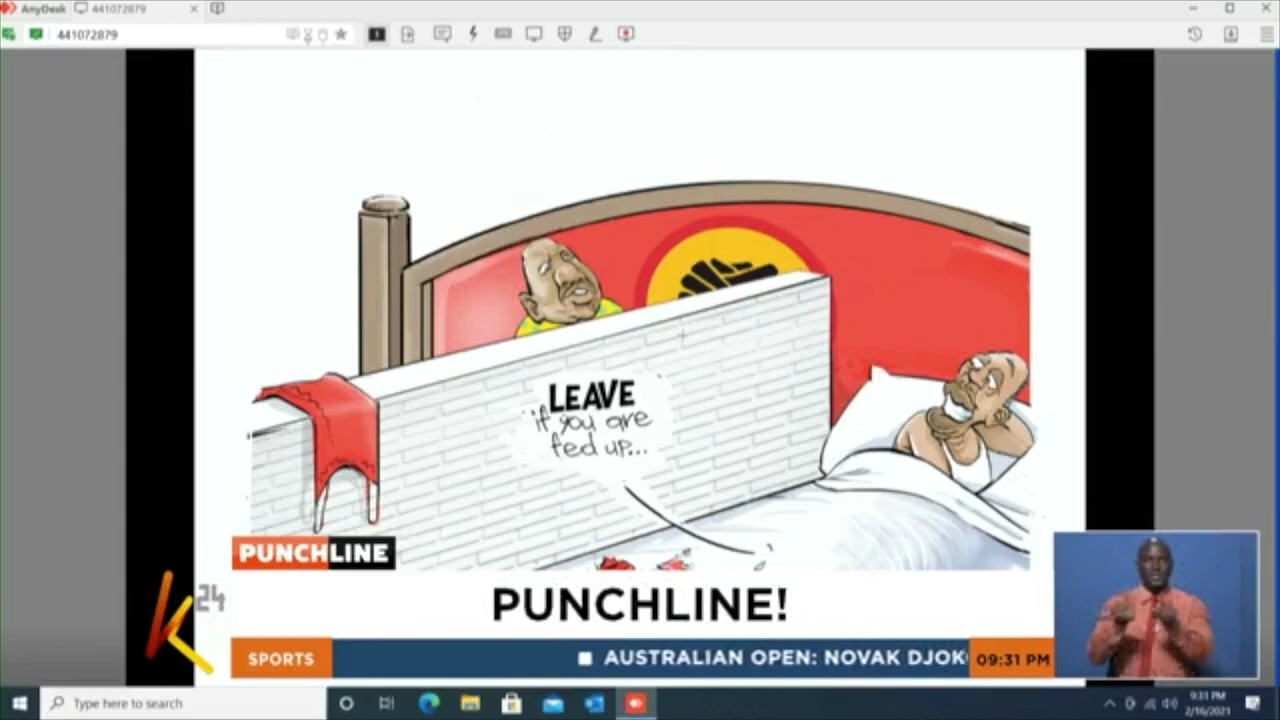 AnyDesk
441072879
441072879
LEAVE
if you are
fed up...
PUNCHLINE
24
PUNCHLINE!
SPORTS
AUSTRALIAN OPEN: NOVAK DJOK
09:31 PM
Type here to search
9:31 PM
2/16/2021